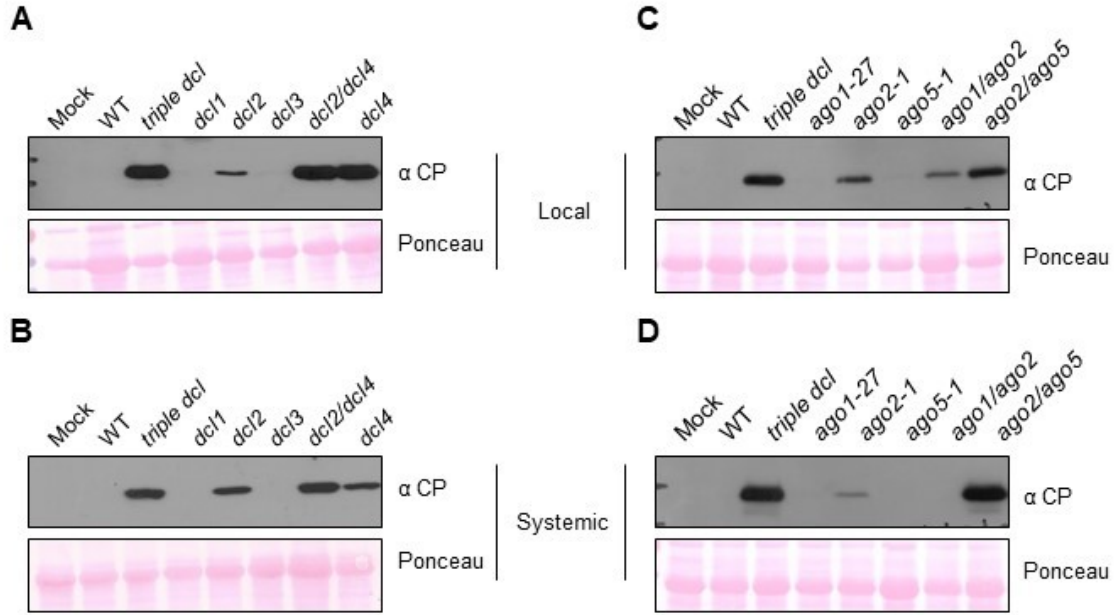 A
Mock WT triple dcl dcl1 dcl2 dcl3 dcl2/dcl4 dcl4
α CP
Ponceau
Local
C
Mock WT triple dcl ago1-27 ago2-1 ago5-1 ago1/ago2 ago2/ago5
α CP
Ponceau
B
Mock WT triple dcl dcl1 dcl2 dcl3 dcl2/dcl4 dcl4
α CP
Ponceau
Systemic
D
Mock WT triple dcl ago1-27 ago2-1 ago5-1 ago1/ago2 ago2/ago5
α CP
Ponceau